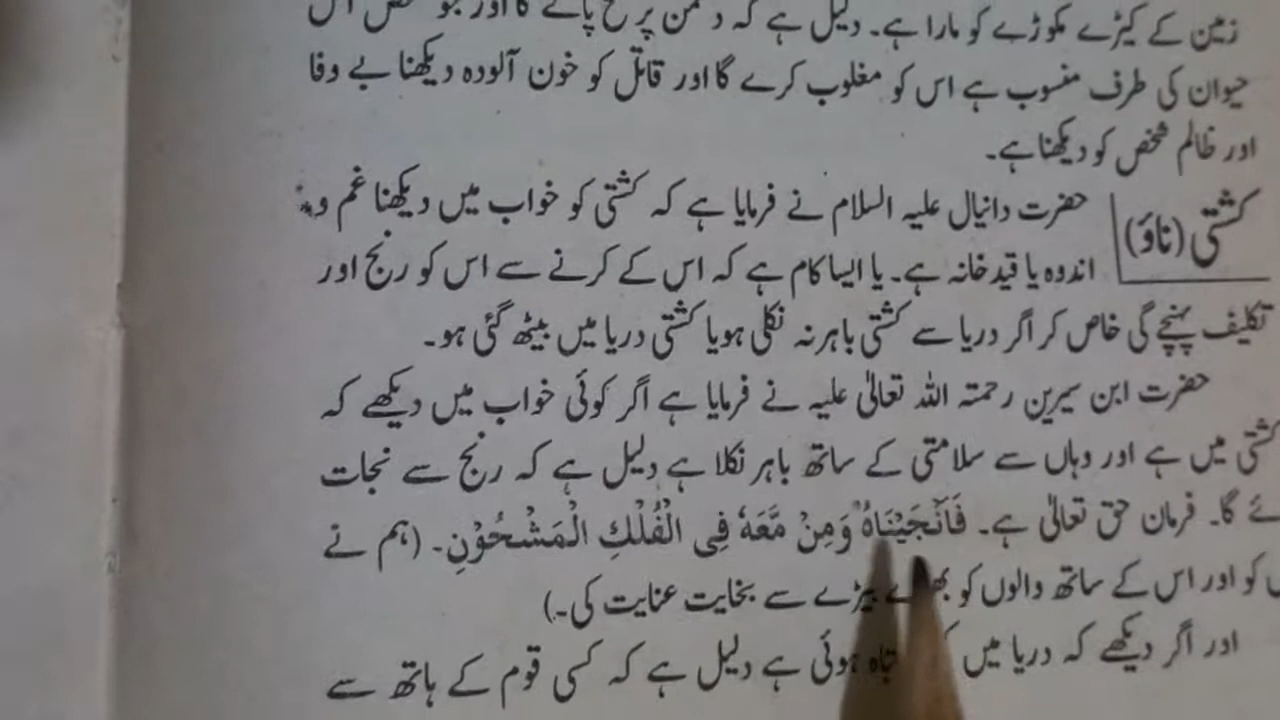 زمین کے کیڑے مکوڑے کو مارا ہے۔ دلیل ہے کہ دشمن پر فتح پائے گا اور جو شخص اس
حیوان کی طرف منسوب ہے اس کو مغلوب کرے گا اور قاتل کو خون آلودہ دیکھنا بے وفا
اور ظالم شخص کو دیکھنا ہے۔
کشتی (ناؤ)
حضرت دانیال علیہ السلام نے فرمایا ہے کہ کشتی کو خواب میں دیکھنا غم و
اندوہ یا قید خانہ ہے۔ یا ایسا کام ہے کہ اس کے کرنے سے اس کو رنج اور
تکلیف پہنچے گی خاص کر اگر دریا سے کشتی باہر نہ نکلی ہو یا کشتی دریا میں بیٹھ گئی ہو۔
حضرت ابن سیرین رحمتہ اللہ تعالیٰ علیہ نے فرمایا ہے اگر کوئی خواب میں دیکھے کہ
کشتی میں ہے اور وہاں سے سلامتی کے ساتھ باہر نکلا ہے دلیل ہے کہ رنج سے نجات
ئے گا۔ فرمان حق تعالیٰ ہے۔ فَاَنْجَیْنَاہُ وَمِنْ مَّعَهٗ فِی الْفُلْكِ الْمَشْحُوْنِ۔ (ہم نے
کو اور اس کے ساتھ والوں کو بیڑے سے بخایت عنایت کی۔)
اور اگر دیکھے کہ دریا میں تباہ ہوئی ہے دلیل ہے کہ کسی قوم کے ہاتھ سے